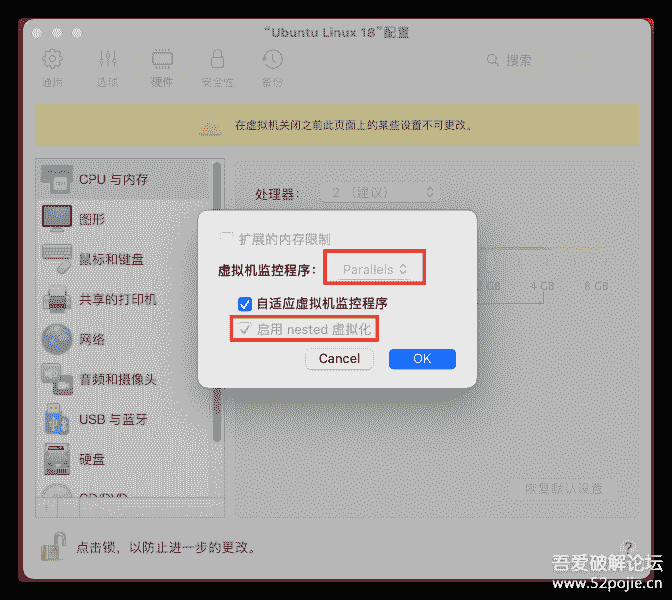 “Ubuntu Linux 18”配置
通用 选项 硬件 安全性 备份 搜索
在虚拟机关闭之前此页面上的某些设置不可更改。
CPU 与内存
图形
鼠标和键盘
共享的打印机
网络
音频和摄像头
USB 与蓝牙
硬盘
CD/DVD
处理器： 2 （建议）
GB 4 GB 8 GB
扩展的内存限制
虚拟机监控程序： Parallels
自适应虚拟机监控程序
启用 nested 虚拟化
Cancel OK
恢复默认设置
点击锁，以防止进一步的更改。 ?
吾爱破解论坛
www.52pojie.cn